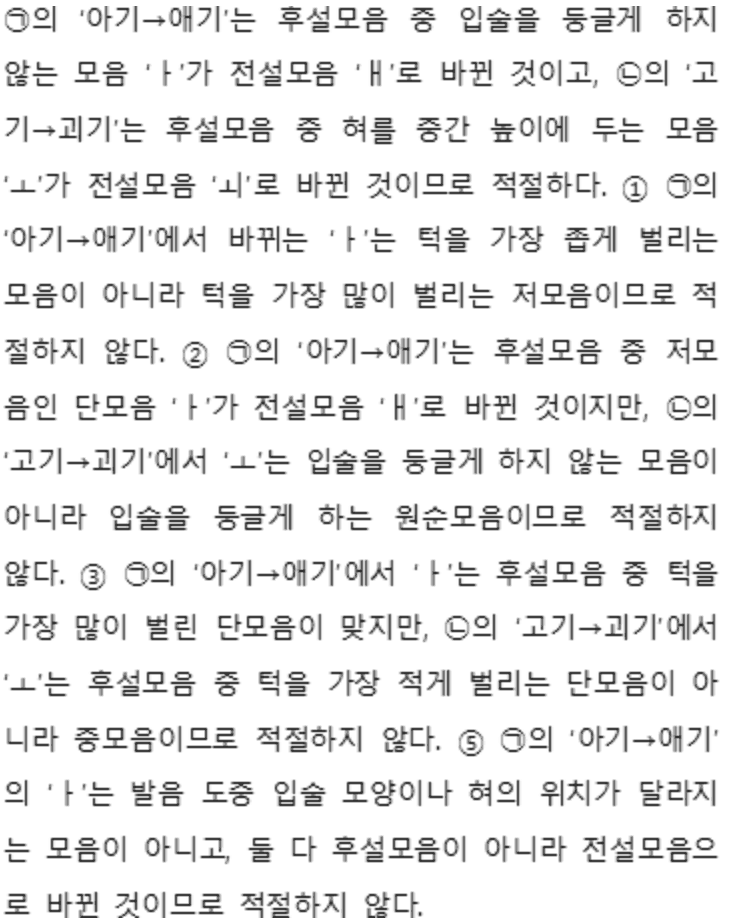 ㉠의 '아기→애기'는 후설모음 중 입술을 둥글게 하지
않는 모음 'ㅏ'가 전설모음 'ㅐ'로 바뀐 것이고, ㉡의 '고
기→괴기'는 후설모음 중 혀를 중간 높이에 두는 모음
'ㅗ'가 전설모음 'ㅚ'로 바뀐 것이므로 적절하다. ① ㉠의
'아기→애기'에서 바뀌는 'ㅏ'는 턱을 가장 좁게 벌리는
모음이 아니라 턱을 가장 많이 벌리는 저모음이므로 적
절하지 않다. ② ㉠의 '아기→애기'는 후설모음 중 저모
음인 단모음 'ㅏ'가 전설모음 'ㅐ'로 바뀐 것이지만, ㉡의
'고기→괴기'에서 'ㅗ'는 입술을 둥글게 하지 않는 모음이
아니라 입술을 둥글게 하는 원순모음이므로 적절하지
않다. ③ ㉠의 '아기→애기'에서 'ㅏ'는 후설모음 중 턱을
가장 많이 벌린 단모음이 맞지만, ㉡의 '고기→괴기'에서
'ㅗ'는 후설모음 중 턱을 가장 적게 벌리는 단모음이 아
니라 중모음이므로 적절하지 않다. ⑤ ㉠의 '아기→애기'
의 'ㅏ'는 발음 도중 입술 모양이나 혀의 위치가 달라지
는 모음이 아니고, 둘 다 후설모음이 아니라 전설모음으
로 바뀐 것이므로 적절하지 않다.